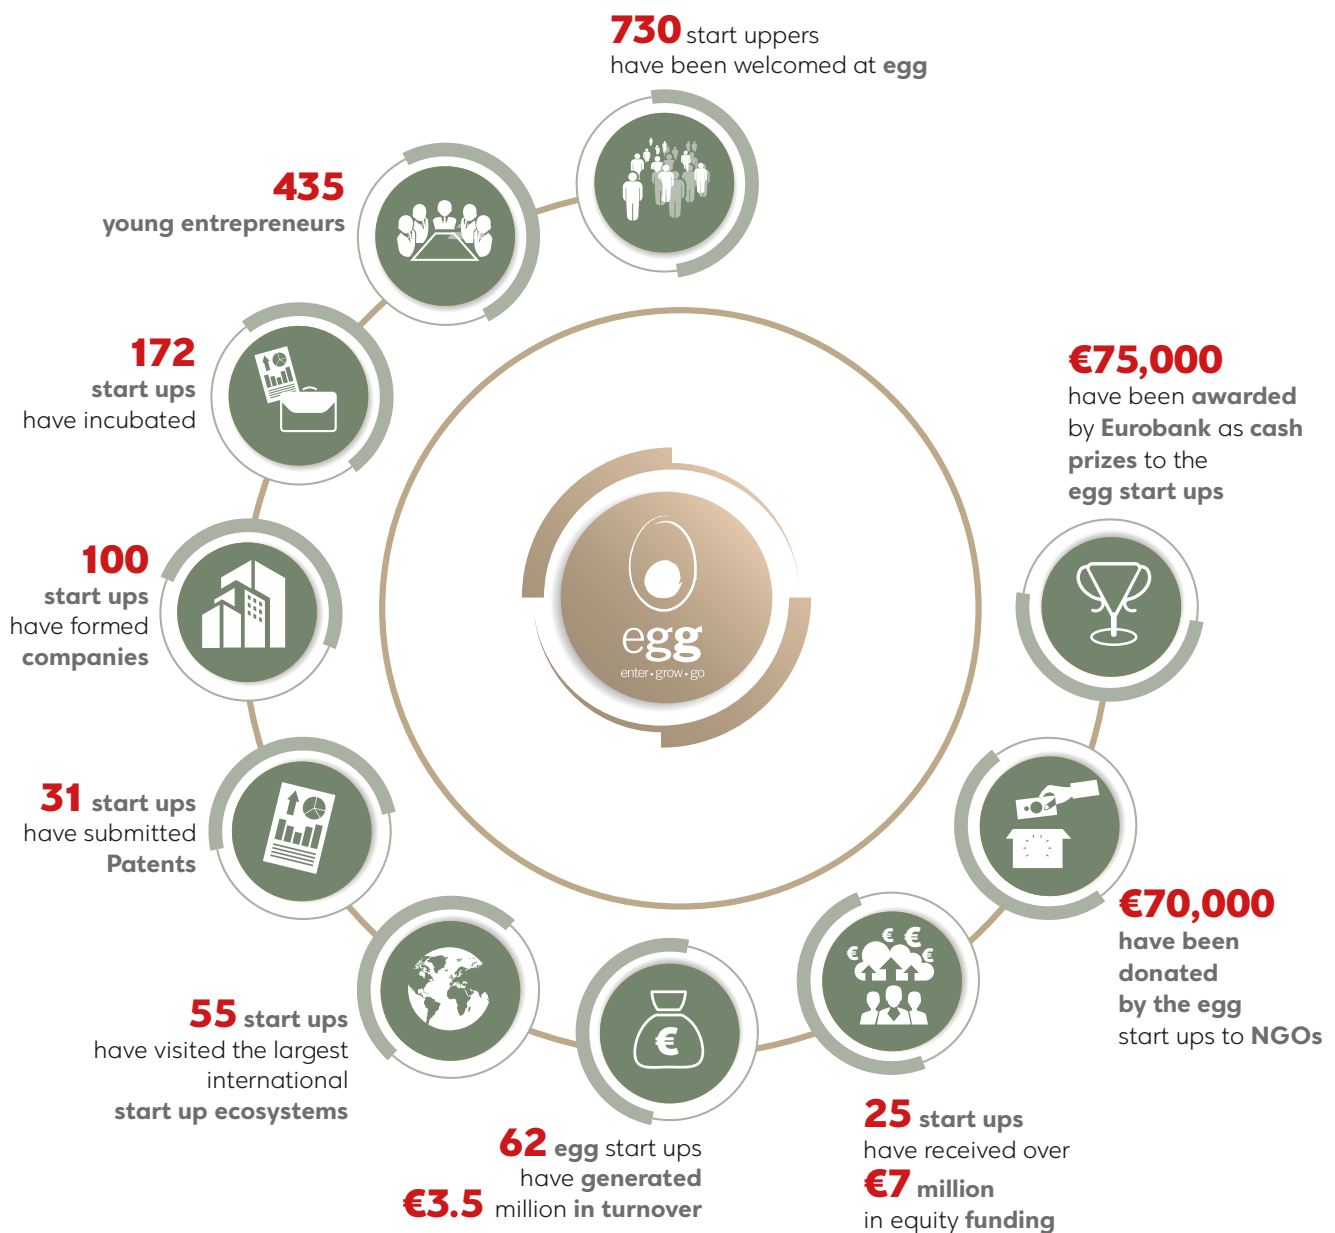 730 start uppers
have been welcomed at egg
435
young entrepreneurs
172
start ups
have incubated
100
start ups
have formed
companies
31 start ups
have submitted
Patents
55 start ups
have visited the largest
international
start up ecosystems
62 egg start ups
have generated
€3.5 million in turnover
25 start ups
have received over
€7 million
in equity funding
€70,000
have been
donated
by the egg
start ups to NGOs
€75,000
have been awarded
by Eurobank as cash
prizes to the
egg start ups
egg
enter•grow•go
€
€
€
€
€